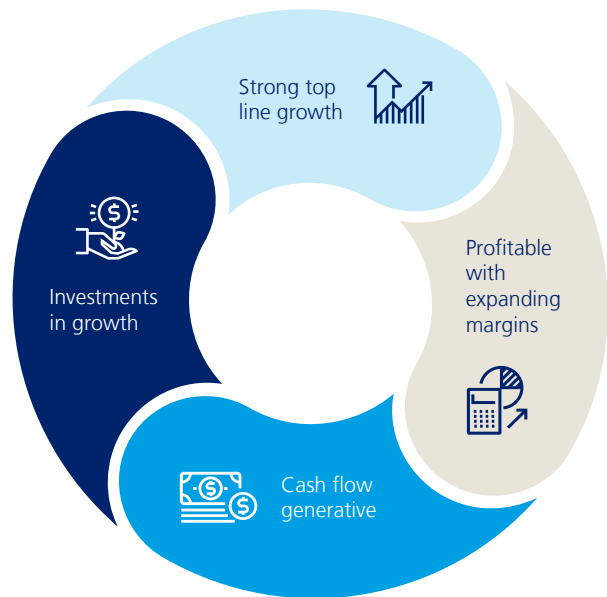 Strong top
line growth
Profitable
with
expanding
margins
Cash flow
generative
Investments
in growth